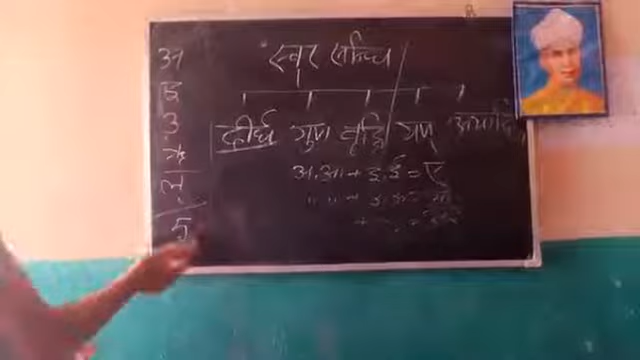 स्वर सन्धि
दीर्घ गुण वृद्धि यण् अयादि
अ.आ + इ.ई = ए
अ
इ
उ
ऋ
लृ
5